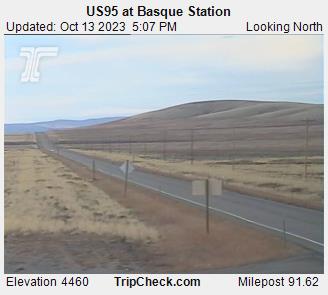 US95 at Basque Station
Updated: Oct 13 2023 5:07 PM Looking North
Elevation 4460 TripCheck.com Milepost 91.62